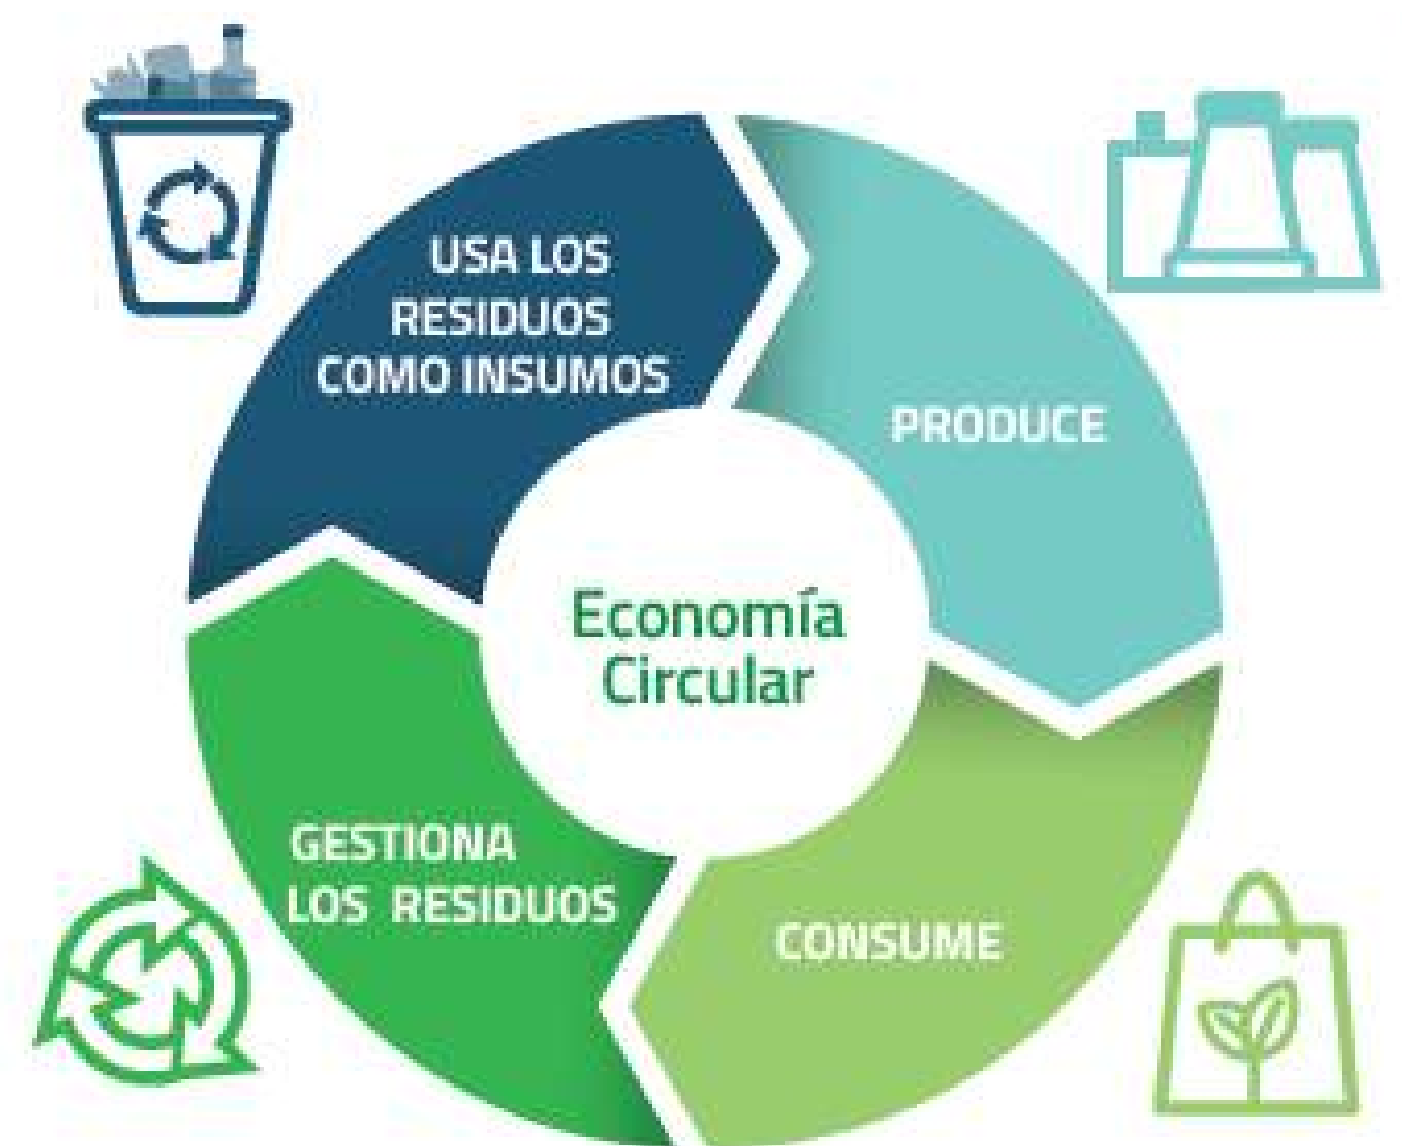 USA LOS
RESIDUOS
COMO INSUMOS
PRODUCE
Economía
Circular
GESTIONA
LOS RESIDUOS
CONSUME